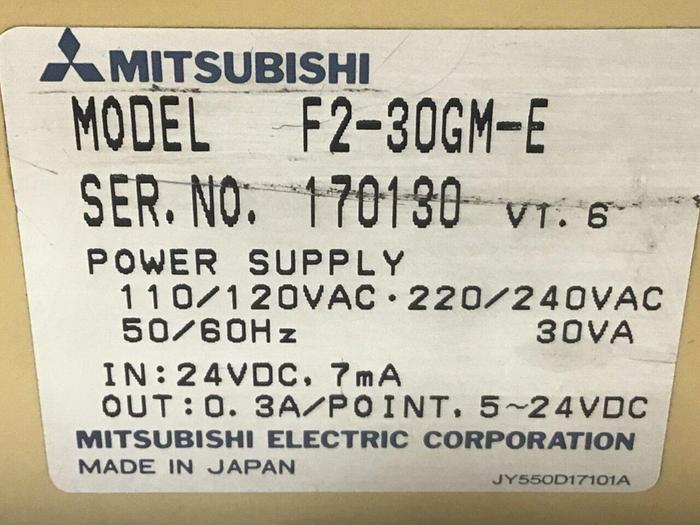 MITSUBISHI
MODEL F2-30GM-E
SER. NO. 170130 V1.6
POWER SUPPLY
110/120VAC・220/240VAC
50/60Hz 30VA
IN:24VDC, 7mA
OUT:0.3A/POINT, 5~24VDC
MITSUBISHI ELECTRIC CORPORATION
MADE IN JAPAN JY550D17101A